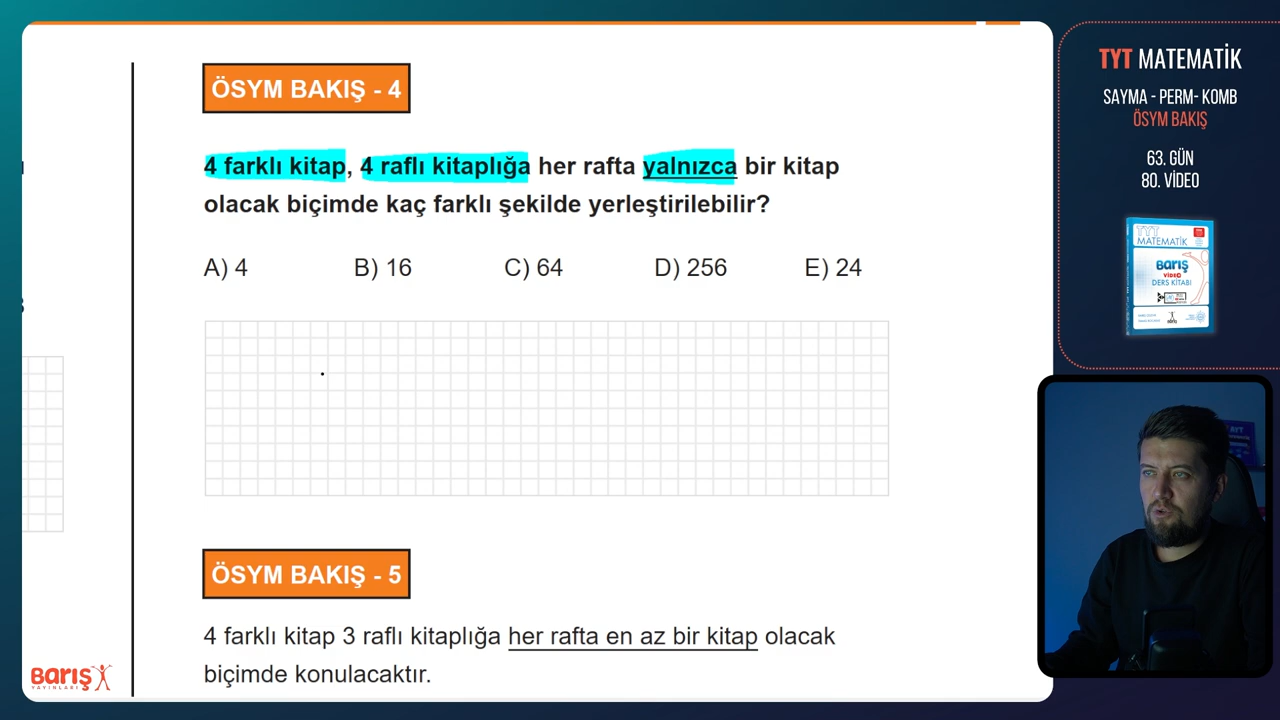 ÖSYM BAKIŞ - 4
4 farklı kitap, 4 raflı kitaplığa her rafta yalnızca bir kitap
olacak biçimde kaç farklı şekilde yerleştirilebilir?
A) 4 B) 16 C) 64 D) 256 E) 24
ÖSYM BAKIŞ - 5
4 farklı kitap 3 raflı kitaplığa her rafta en az bir kitap olacak
biçimde konulacaktır.
BARIŞ
YAYINLARI
TYT MATEMATİK
SAYMA - PERM- KOMB
ÖSYM BAKIŞ
63. GÜN
80. VİDEO
TYT
MATEMATİK
BARIŞ
VİDEO
DERS KİTABI